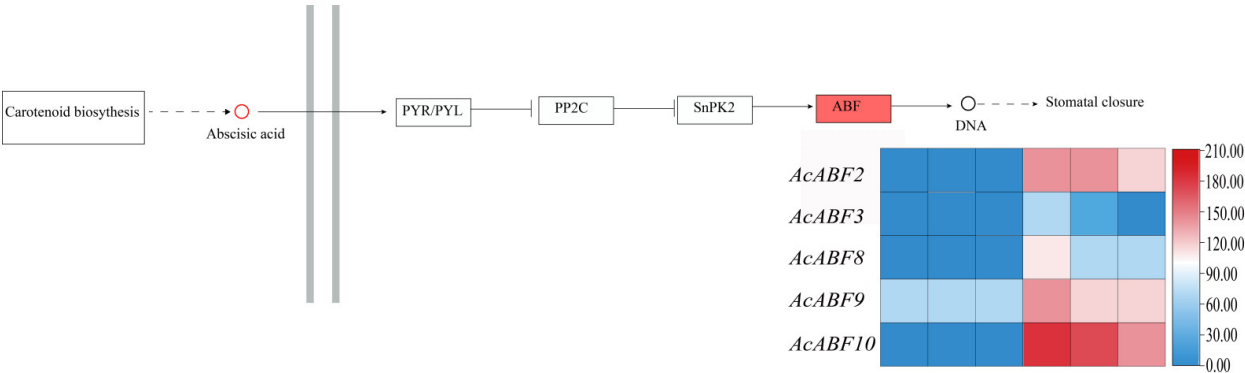 Carotenoid biosythesis
Abscisic acid
PYR/PYL
PP2C
SnPK2
ABF
DNA
Stomatal closure
AcABF2
AcABF3
AcABF8
AcABF9
AcABF10
210.00
180.00
150.00
120.00
90.00
60.00
30.00
0.00